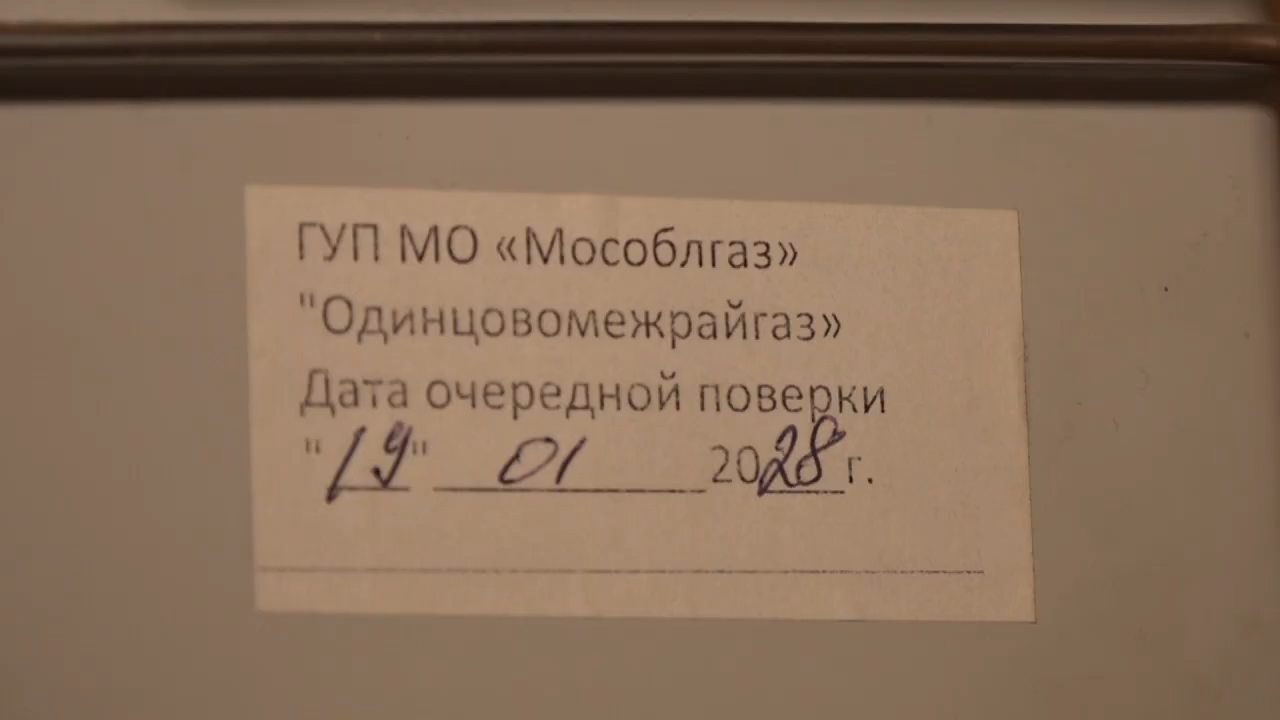 ГУП МО «Мособлгаз»
"Одинцовомежрайгаз»
Дата очередной поверки
"19" 01 2028 г.